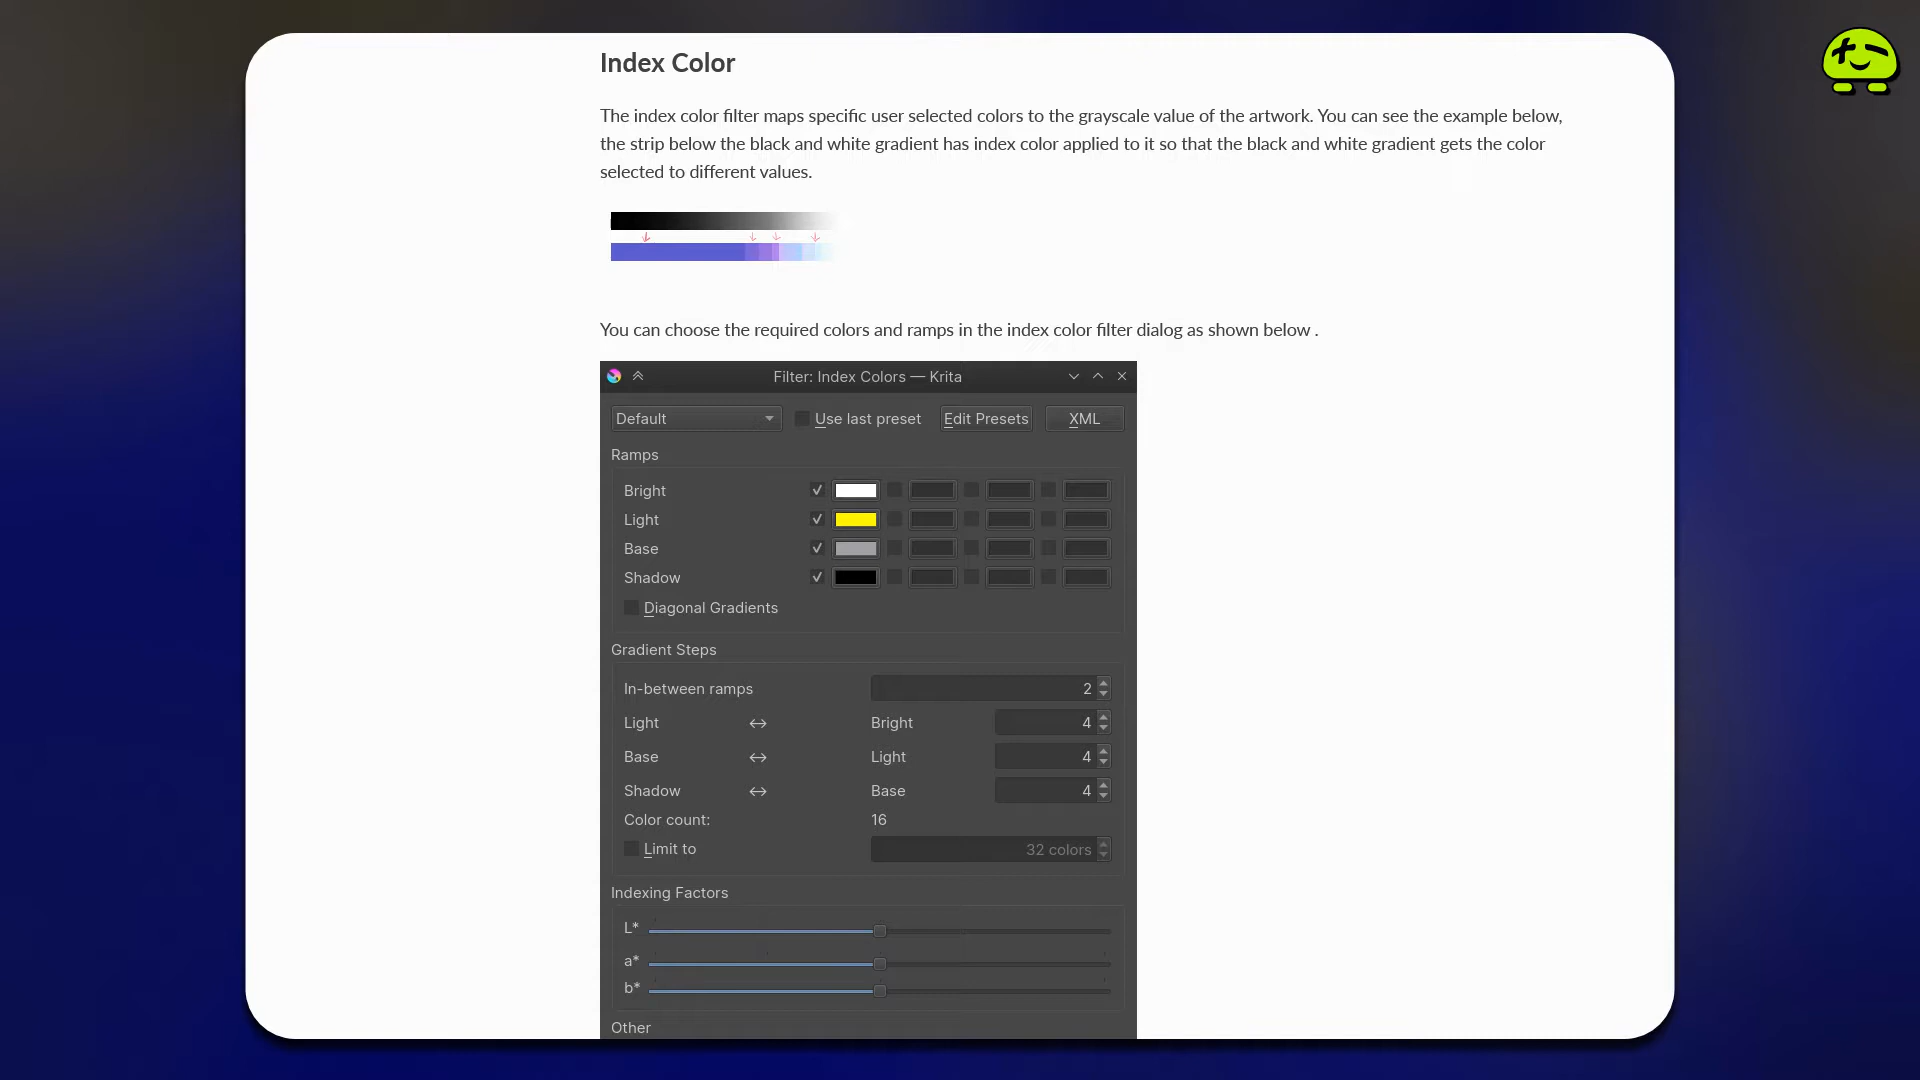 Index Color
The index color filter maps specific user selected colors to the grayscale value of the artwork. You can see the example below,
the strip below the black and white gradient has index color applied to it so that the black and white gradient gets the color
selected to different values.
You can choose the required colors and ramps in the index color filter dialog as shown below .
Filter: Index Colors — Krita
Default Use last preset Edit Presets XML
Ramps
Bright
Light
Base
Shadow
Diagonal Gradients
Gradient Steps
In-between ramps 2
Light ↔ Bright 4
Base ↔ Light 4
Shadow ↔ Base 4
Color count: 16
Limit to 32 colors
Indexing Factors
L*
a*
b*
Other